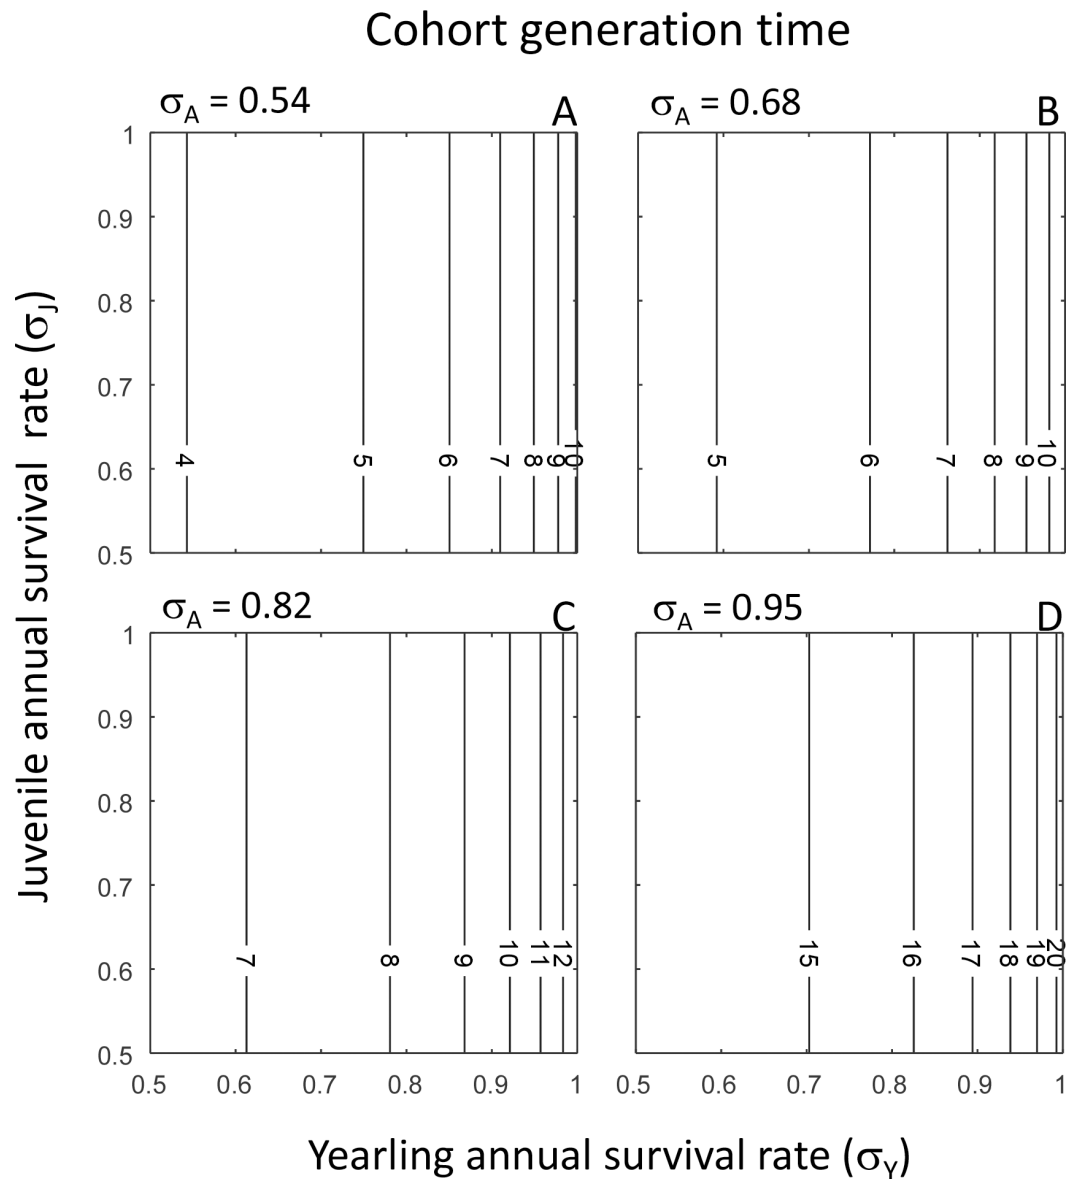 Cohort generation time
σA = 0.54 A
σA = 0.68 B
1
0.9
0.8
0.7
0.6
0.5
4 5 6 7 8 9 10
5 6 7 8 9 10
σA = 0.82 C
σA = 0.95 D
1
0.9
0.8
0.7
0.6
0.5
7 8 9 10 11 12
15 16 17 18 19 20
0.5 0.6 0.7 0.8 0.9 1
0.5 0.6 0.7 0.8 0.9 1
Juvenile annual survival rate (σJ)
Yearling annual survival rate (σY)